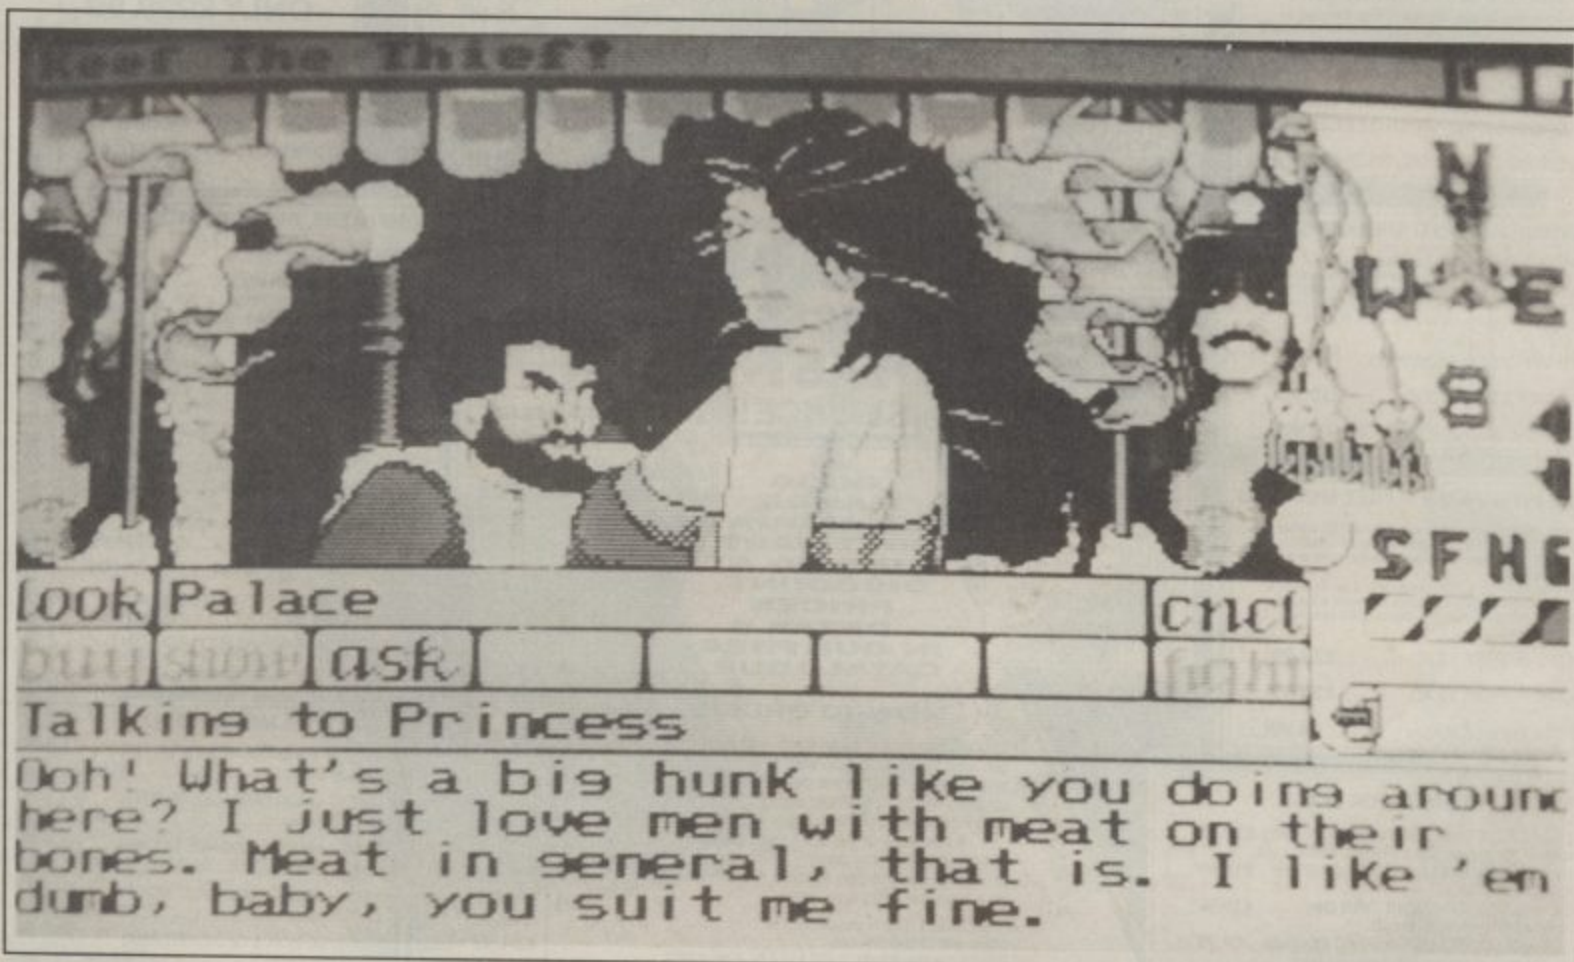 Keef The Thief!
N
W E
8
S F H G
look Palace cncl
buy show ask fight
Talking to Princess
Ooh! What's a big hunk like you doing around
here? I just love men with meat on their
bones. Meat in general, that is. I like 'em
dumb, baby, you suit me fine.